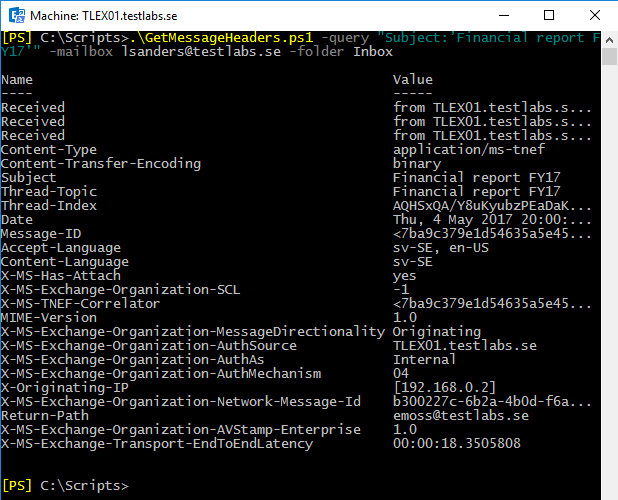 Machine: TLEX01.testlabs.se
[PS] C:\Scripts>.\GetMessageHeaders.ps1 -query "Subject:'Financial report F
Y17'" -mailbox lsanders@testlabs.se -folder Inbox
Name Value
---- -----
Received from TLEX01.testlabs.s...
Received from TLEX01.testlabs.s...
Received from TLEX01.testlabs.s...
Content-Type application/ms-tnef
Content-Transfer-Encoding binary
Subject Financial report FY17
Thread-Topic Financial report FY17
Thread-Index AQHSxQA/Y8uKyubzPEaDaK...
Date Thu, 4 May 2017 20:00:...
Message-ID <7ba9c379e1d54635a5e45...
Accept-Language sv-SE, en-US
Content-Language sv-SE
X-MS-Has-Attach yes
X-MS-Exchange-Organization-SCL -1
X-MS-TNEF-Correlator <7ba9c379e1d54635a5e45...
MIME-Version 1.0
X-MS-Exchange-Organization-MessageDirectionality Originating
X-MS-Exchange-Organization-AuthSource TLEX01.testlabs.se
X-MS-Exchange-Organization-AuthAs Internal
X-MS-Exchange-Organization-AuthMechanism 04
X-Originating-IP [192.168.0.2]
X-MS-Exchange-Organization-Network-Message-Id b300227c-6b2a-4b0d-f6a...
Return-Path emoss@testlabs.se
X-MS-Exchange-Organization-AVStamp-Enterprise 1.0
X-MS-Exchange-Transport-EndToEndLatency 00:00:18.3505808
[PS] C:\Scripts>